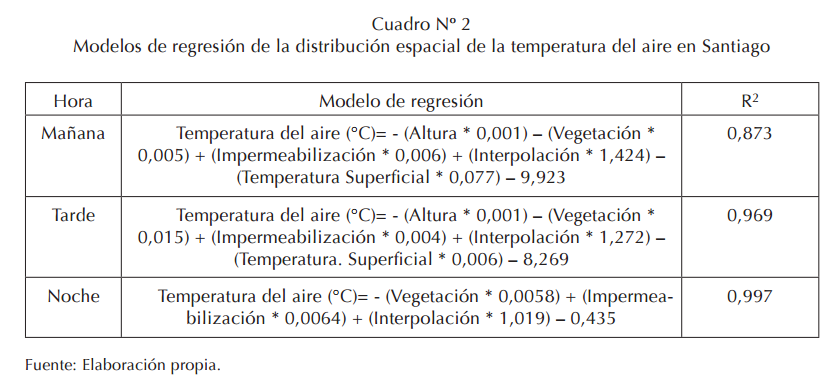 Cuadro Nº 2
Modelos de regresión de la distribución espacial de la temperatura del aire en Santiago
Hora Modelo de regresión R²
Mañana Temperatura del aire (°C)= - (Altura * 0,001) – (Vegetación * 0,873
0,005) + (Impermeabilización * 0,006) + (Interpolación * 1,424) –
(Temperatura Superficial * 0,077) – 9,923
Tarde Temperatura del aire (°C)= - (Altura * 0,001) – (Vegetación * 0,969
0,015) + (Impermeabilización * 0,004) + (Interpolación * 1,272) –
(Temperatura. Superficial * 0,006) – 8,269
Noche Temperatura del aire (°C)= - (Vegetación * 0,0058) + (Impermea- 0,997
bilización * 0,0064) + (Interpolación * 1,019) – 0,435
Fuente: Elaboración propia.